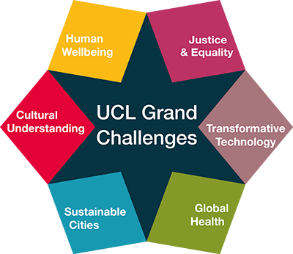 Human
Wellbeing
Justice
& Equality
Cultural
Understanding
UCL Grand
Challenges
Transformative
Technology
Sustainable
Cities
Global
Health